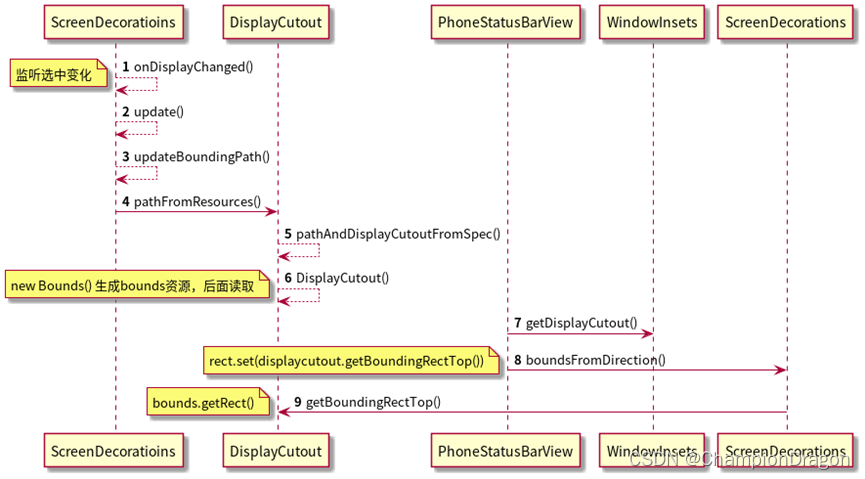 ScreenDecoratioins DisplayCutout PhoneStatusBarView WindowInsets ScreenDecorations
监听选中变化 1 onDisplayChanged()
2 update()
3 updateBoundingPath()
4 pathFromResources()
5 pathAndDisplayCutoutFromSpec()
new Bounds() 生成bounds资源，后面读取 6 DisplayCutout()
7 getDisplayCutout()
rect.set(displaycutout.getBoundingRectTop()) 8 boundsFromDirection()
bounds.getRect() 9 getBoundingRectTop()
ScreenDecoratioins DisplayCutout PhoneStatusBarView WindowInsets ScreenDecorations
CSDN @ChampionDragon